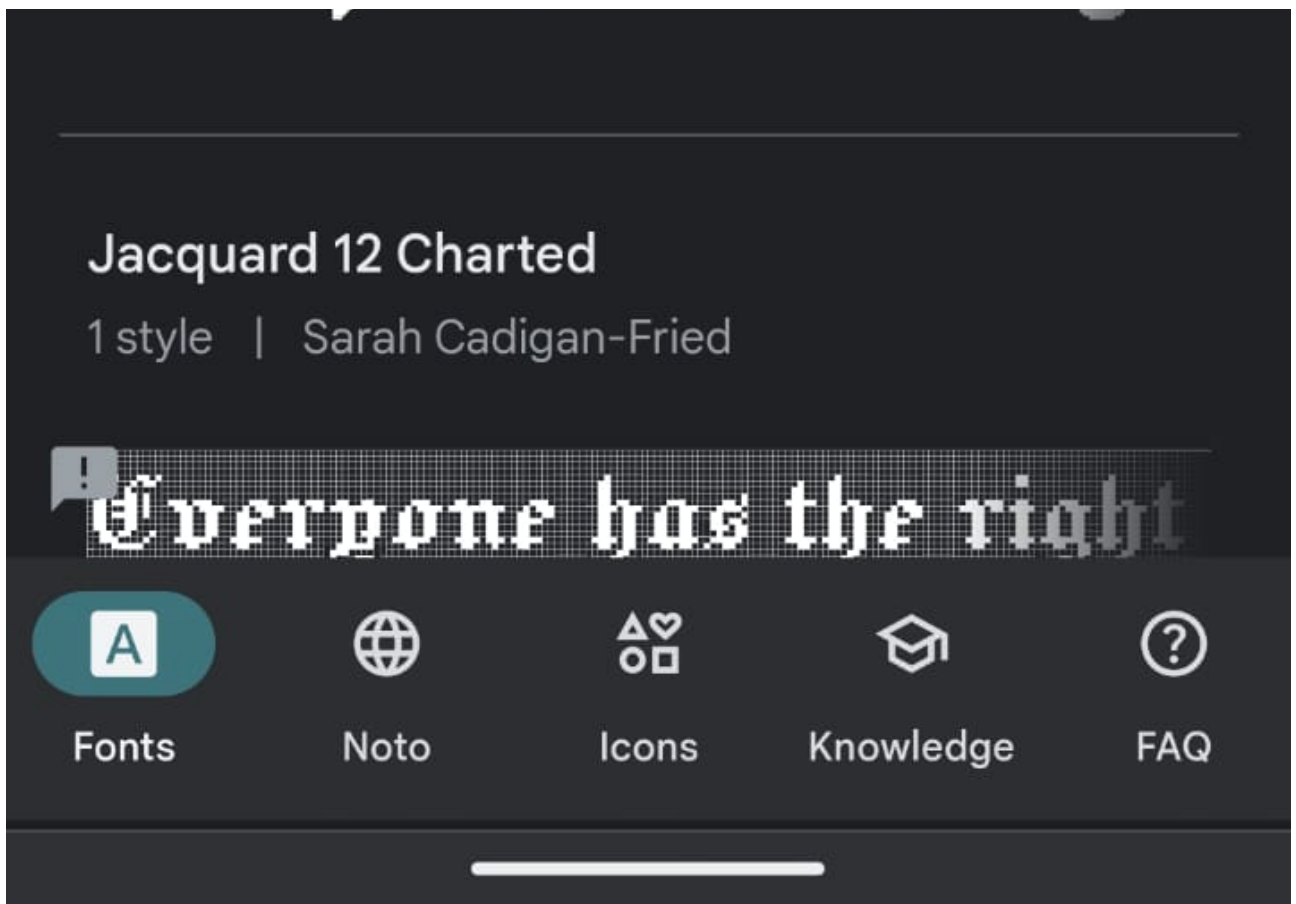 Jacquard 12 Charted
1 style | Sarah Cadigan-Fried
Everyone has the right
Fonts
Noto
Icons
Knowledge
FAQ